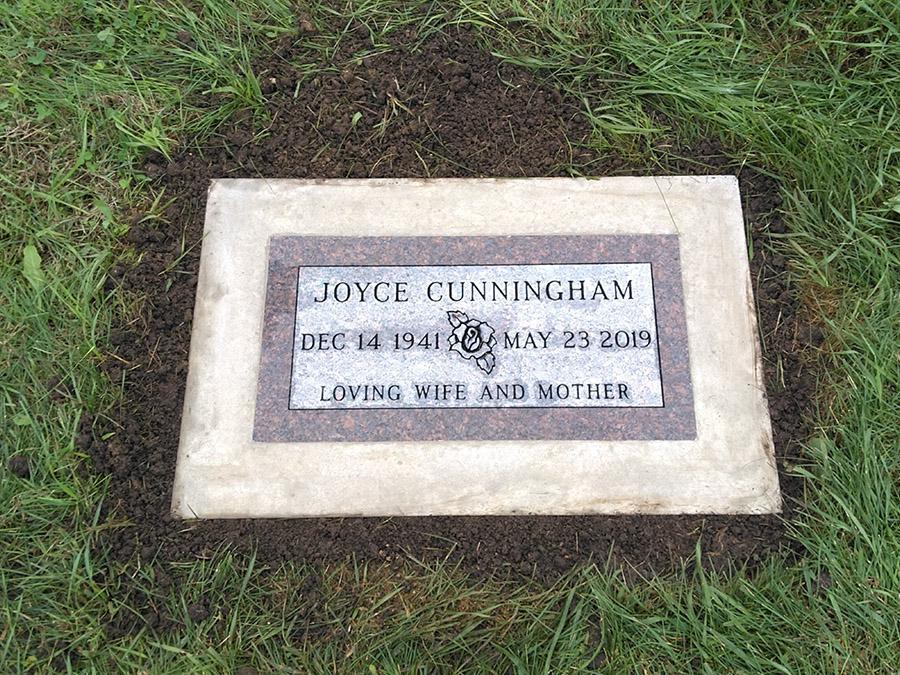 JOYCE CUNNINGHAM
DEC 14 1941 MAY 23 2019
LOVING WIFE AND MOTHER